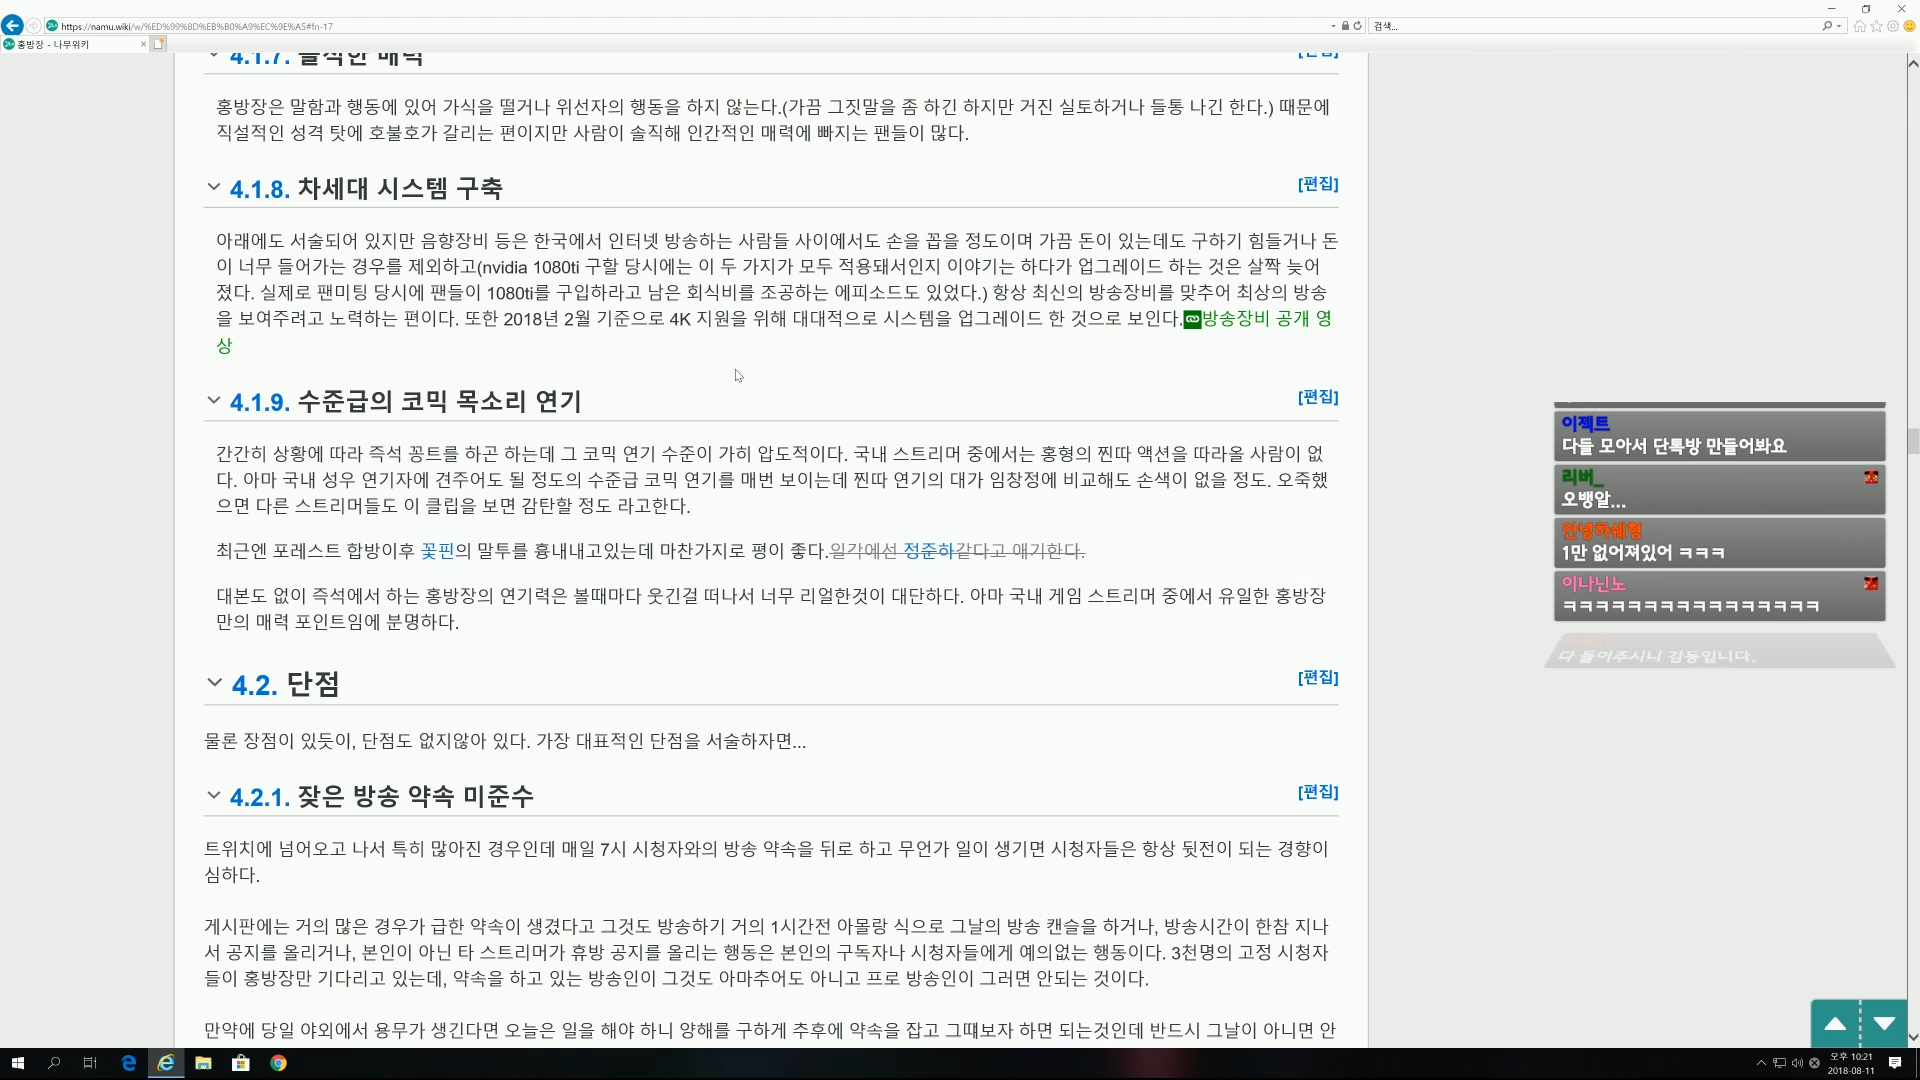 https://namu.wiki/w/%ED%99%8D%EB%B0%A9%EC%9E%A5#fn-17
검색...
홍방장 - 나무위키
4.1.7. 솔직한 매력
[편집]
홍방장은 말함과 행동에 있어 가식을 떨거나 위선자의 행동을 하지 않는다.(가끔 그짓말을 좀 하긴 하지만 거진 실토하거나 들통 나긴 한다.) 때문에
직설적인 성격 탓에 호불호가 갈리는 편이지만 사람이 솔직해 인간적인 매력에 빠지는 팬들이 많다.
4.1.8. 차세대 시스템 구축
[편집]
아래에도 서술되어 있지만 음향장비 등은 한국에서 인터넷 방송하는 사람들 사이에서도 손을 꼽을 정도이며 가끔 돈이 있는데도 구하기 힘들거나 돈
이 너무 들어가는 경우를 제외하고(nvidia 1080ti 구할 당시에는 이 두 가지가 모두 적용돼서인지 이야기는 하다가 업그레이드 하는 것은 살짝 늦어
졌다. 실제로 팬미팅 당시에 팬들이 1080ti를 구입하라고 남은 회식비를 조공하는 에피소드도 있었다.) 항상 최신의 방송장비를 맞추어 최상의 방송
을 보여주려고 노력하는 편이다. 또한 2018년 2월 기준으로 4K 지원을 위해 대대적으로 시스템을 업그레이드 한 것으로 보인다.방송장비 공개 영
상
4.1.9. 수준급의 코믹 목소리 연기
[편집]
간간히 상황에 따라 즉석 꽁트를 하곤 하는데 그 코믹 연기 수준이 가히 압도적이다. 국내 스트리머 중에서는 홍형의 찐따 액션을 따라올 사람이 없
다. 아마 국내 성우 연기자에 견주어도 될 정도의 수준급 코믹 연기를 매번 보이는데 찐따 연기의 대가 임창정에 비교해도 손색이 없을 정도. 오죽했
으면 다른 스트리머들도 이 클립을 보면 감탄할 정도 라고한다.
최근엔 포레스트 합방이후 꽃핀의 말투를 흉내내고있는데 마찬가지로 평이 좋다.일각에선 정준하같다고 얘기한다.
대본도 없이 즉석에서 하는 홍방장의 연기력은 볼때마다 웃긴걸 떠나서 너무 리얼한것이 대단하다. 아마 국내 게임 스트리머 중에서 유일한 홍방장
만의 매력 포인트임에 분명하다.
4.2. 단점
[편집]
물론 장점이 있듯이, 단점도 없지않아 있다. 가장 대표적인 단점을 서술하자면...
4.2.1. 잦은 방송 약속 미준수
[편집]
트위치에 넘어오고 나서 특히 많아진 경우인데 매일 7시 시청자와의 방송 약속을 뒤로 하고 무언가 일이 생기면 시청자들은 항상 뒷전이 되는 경향이
심하다.
게시판에는 거의 많은 경우가 급한 약속이 생겼다고 그것도 방송하기 거의 1시간전 아몰랑 식으로 그날의 방송 캔슬을 하거나, 방송시간이 한참 지나
서 공지를 올리거나, 본인이 아닌 타 스트리머가 휴방 공지를 올리는 행동은 본인의 구독자나 시청자들에게 예의없는 행동이다. 3천명의 고정 시청자
들이 홍방장만 기다리고 있는데, 약속을 하고 있는 방송인이 그것도 아마추어도 아니고 프로 방송인이 그러면 안되는 것이다.
만약에 당일 야외에서 용무가 생긴다면 오늘은 일을 해야 하니 양해를 구하게 추후에 약속을 잡고 그떄보자 하면 되는것인데 반드시 그날이 아니면 안
이젝트
다들 모아서 단톡방 만들어봐요
리버_
오뱅알...
안녕하쉐형
1만 없어져있어 ㅋㅋㅋ
이나닌노
ㅋㅋㅋㅋㅋㅋㅋㅋㅋㅋㅋㅋㅋㅋㅋㅋ
다 들어주시니 감동입니다.
오후 10:21
2018-08-11